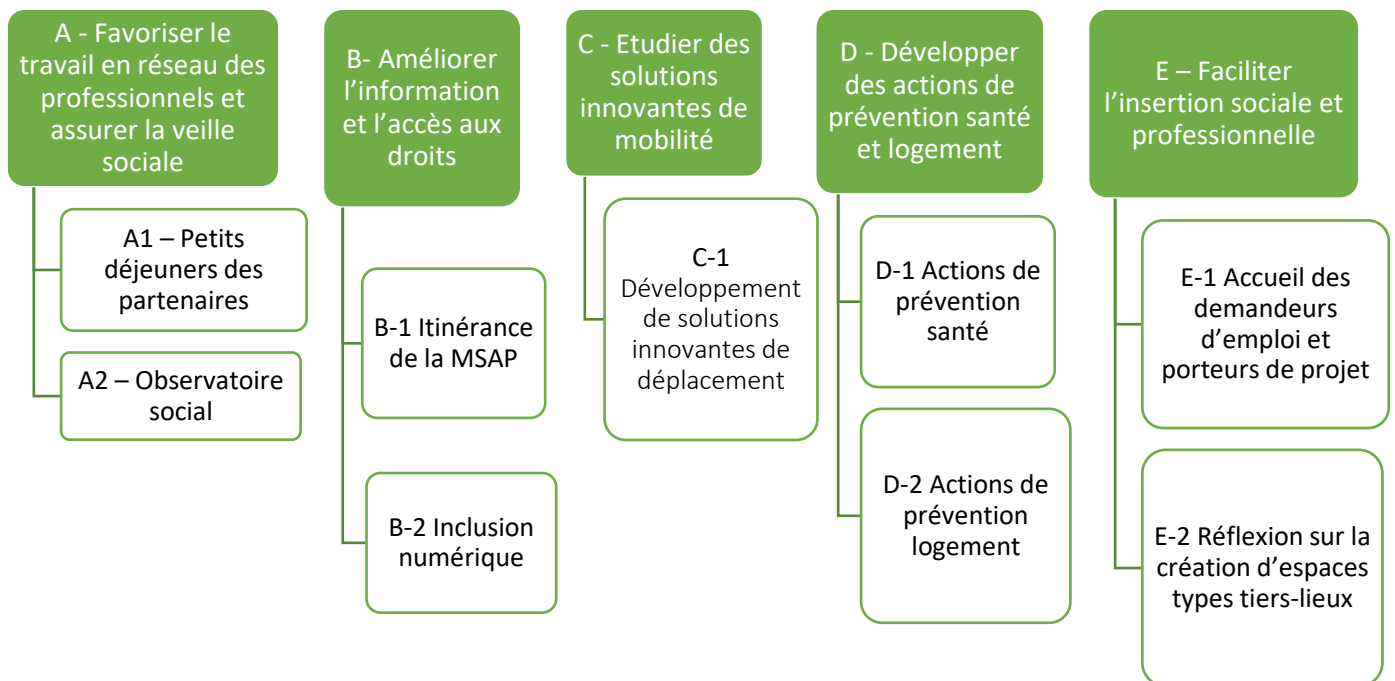 A - Favoriser le
travail en réseau des
professionnels et
assurer la veille
sociale
A1 – Petits
déjeuners des
partenaires
A2 – Observatoire
social
B- Améliorer
l’information
et l’accès aux
droits
B-1 Itinérance
de la MSAP
B-2 Inclusion
numérique
C - Etudier des
solutions
innovantes de
mobilité
C-1
Développement
de solutions
innovantes de
déplacement
D - Développer
des actions de
prévention santé
et logement
D-1 Actions de
prévention
santé
D-2 Actions de
prévention
logement
E – Faciliter
l’insertion sociale et
professionnelle
E-1 Accueil des
demandeurs
d’emploi et
porteurs de projet
E-2 Réflexion sur la
création d’espaces
types tiers-lieux